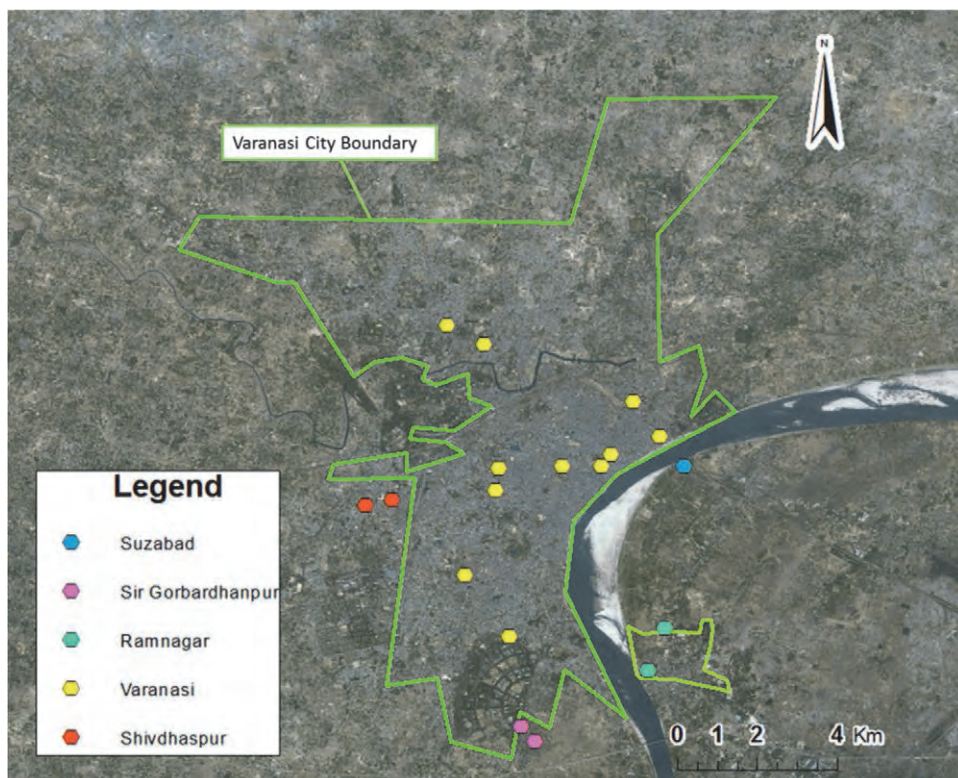 N
Varanasi City Boundary
Legend
Suzabad
Sir Gorbardhanpur
Ramnagar
Varanasi
Shivdhaspur
0 1 2 4 Km